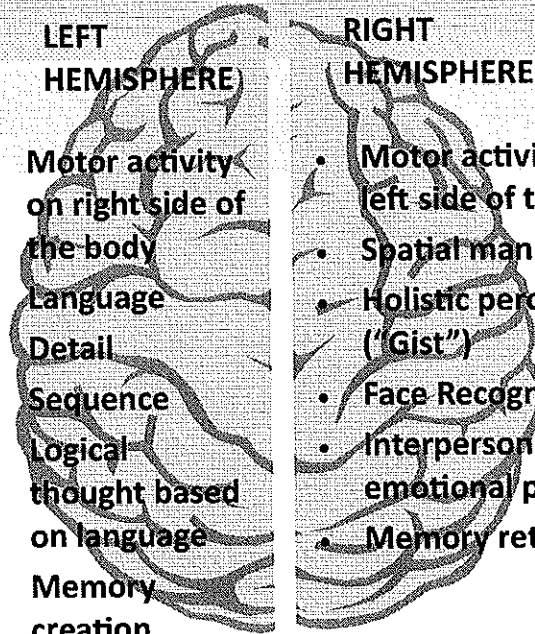 LEFT
HEMISPHERE
Motor activity
on right side of
the body
Language
Detail
Sequence
Logical
thought based
on language
Memory
creation
RIGHT
HEMISPHERE
• Motor activi
left side of t
• Spatial man
• Holistic perc
("Gist")
• Face Recogn
• Interperson
emotional p
• Memory ret